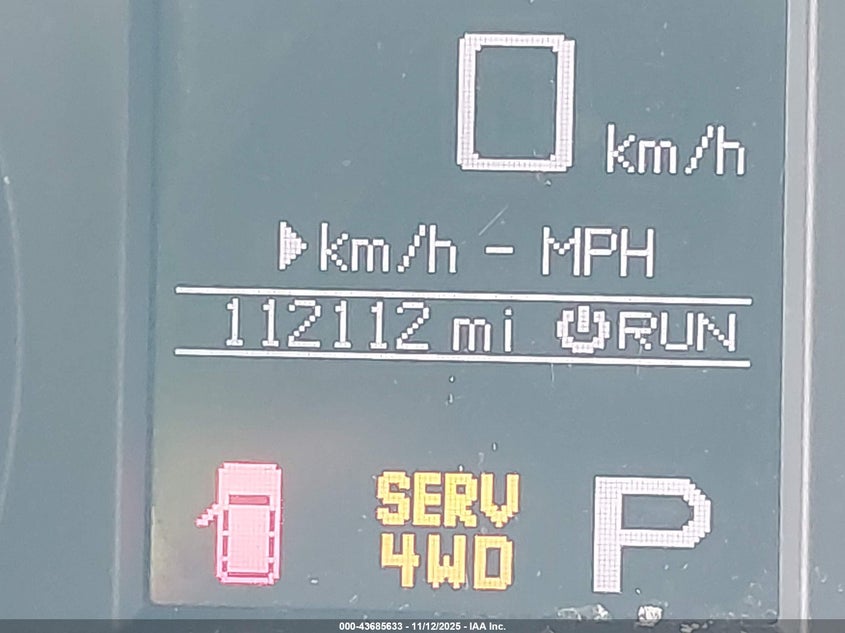 0 km/h
km/h - MPH
112112 mi RUN
SERV
4WD
P
000-43685633 - 11/12/2025 - IAA Inc.